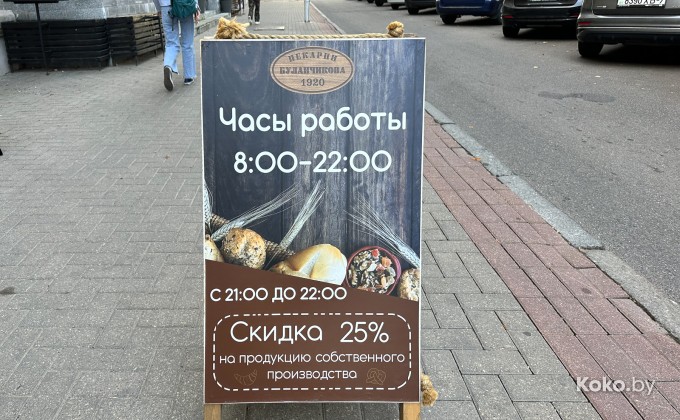 ПЕКАРНИ
БУЛАНЧИКОВА
1920
Часы работы
8:00-22:00
С 21:00 ДО 22:00
Скидка 25%
на продукцию собственного
производства
Koko.by